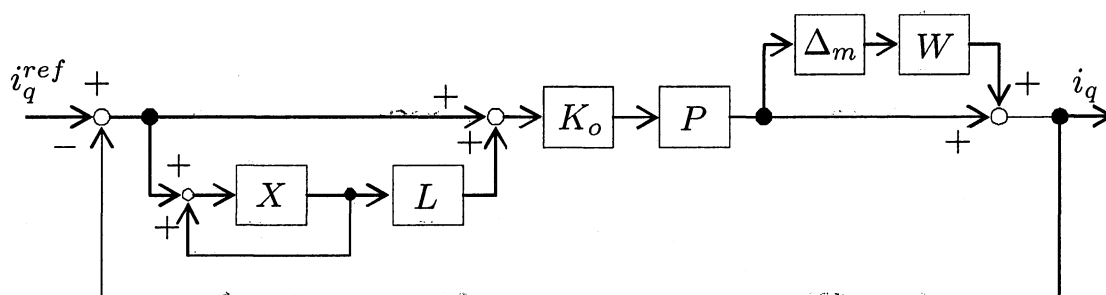 Δ_m W
i_q^{ref} + + + i_q
K_o P
− + +
+ X L
+